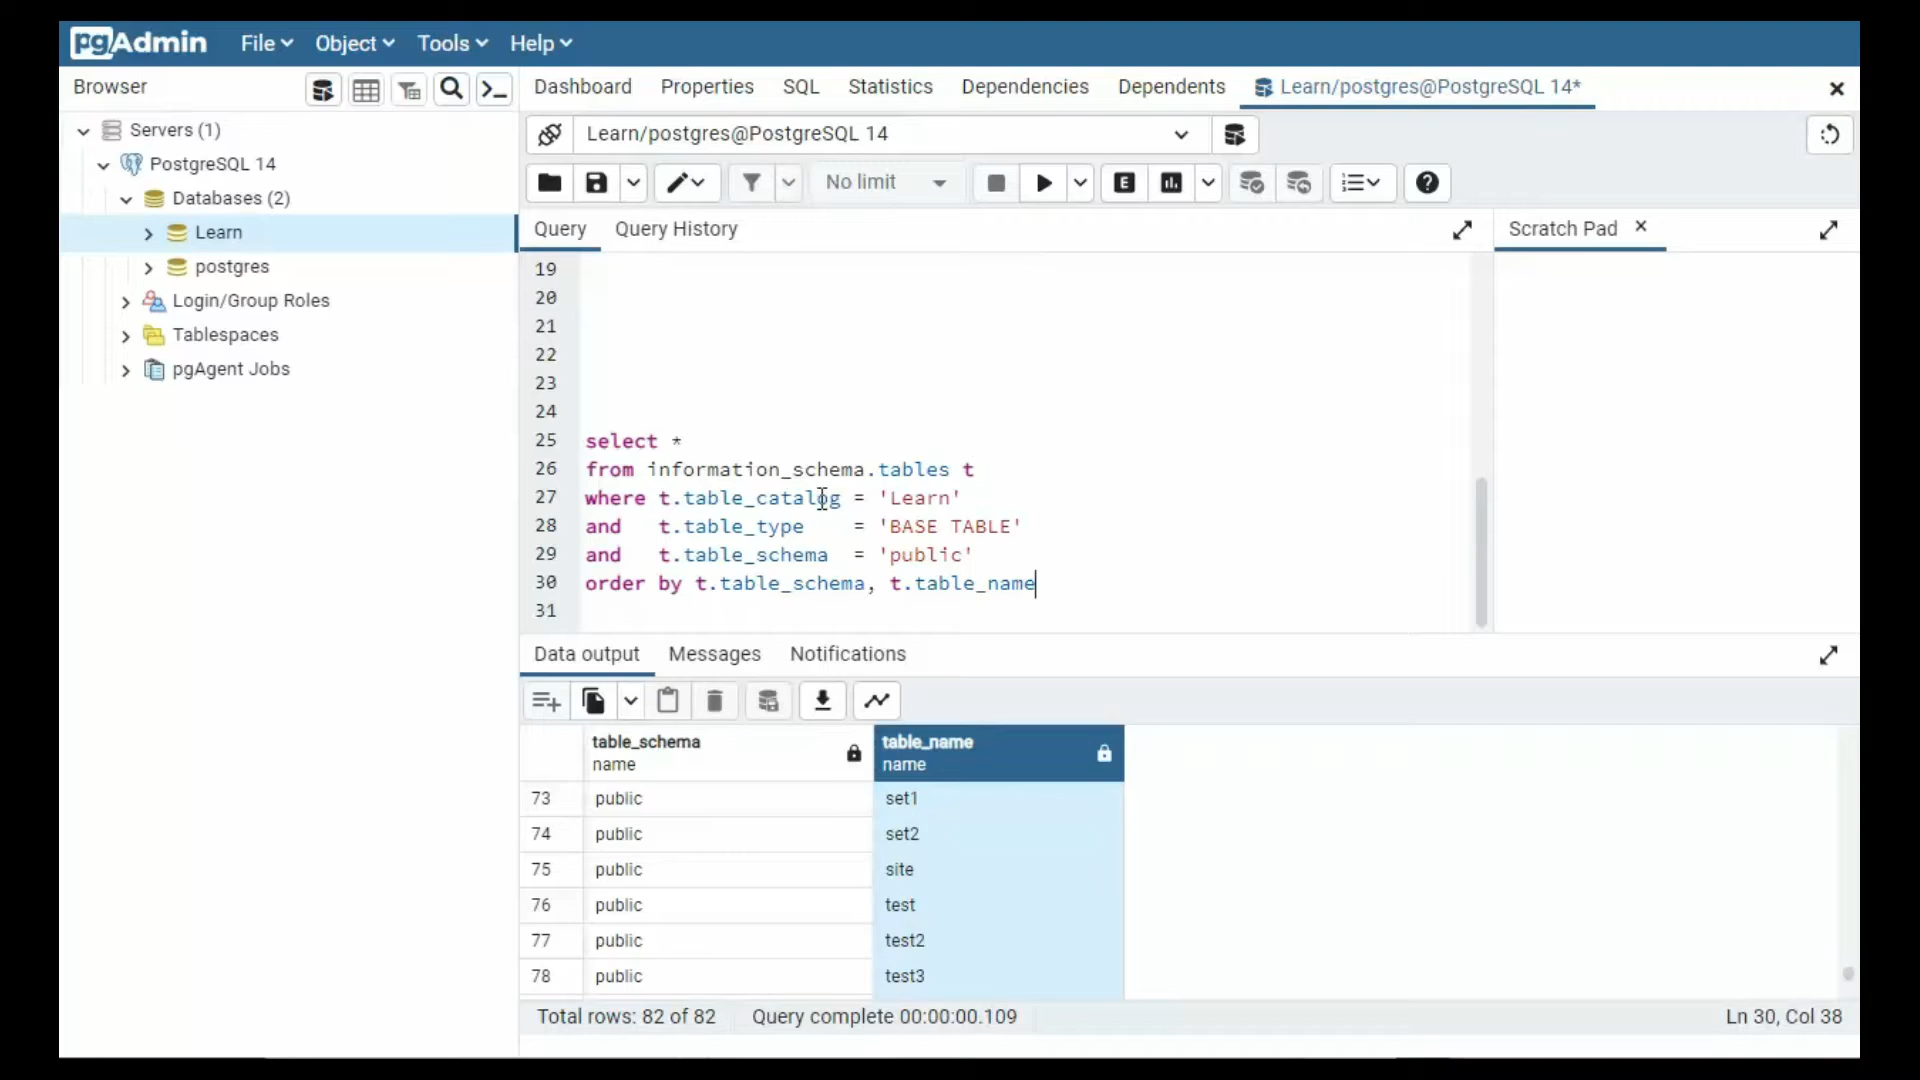 pgAdmin File Object Tools Help
Browser
Dashboard Properties SQL Statistics Dependencies Dependents Learn/postgres@PostgreSQL 14*
Servers (1)
PostgreSQL 14
Databases (2)
Learn
postgres
Login/Group Roles
Tablespaces
pgAgent Jobs
Learn/postgres@PostgreSQL 14
No limit
E
Query Query History
Scratch Pad
19
20
21
22
23
24
25 select *
26 from information_schema.tables t
27 where t.table_catalog = 'Learn'
28 and   t.table_type    = 'BASE TABLE'
29 and   t.table_schema  = 'public'
30 order by t.table_schema, t.table_name
31
Data output Messages Notifications
table_schema table_name
name name
73 public set1
74 public set2
75 public site
76 public test
77 public test2
78 public test3
Total rows: 82 of 82 Query complete 00:00:00.109 Ln 30, Col 38